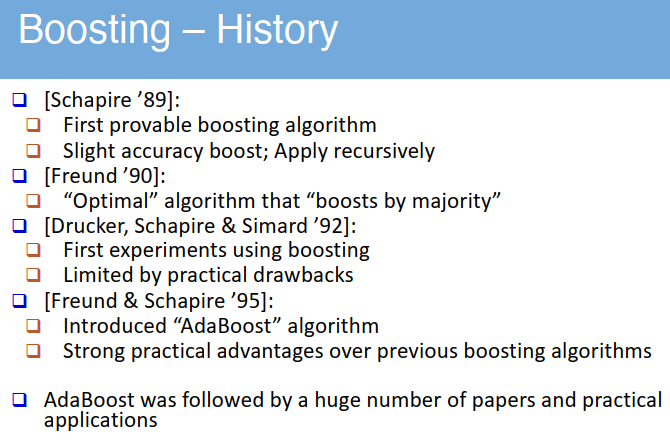 Boosting – History
[Schapire ’89]:
First provable boosting algorithm
Slight accuracy boost; Apply recursively
[Freund ’90]:
“Optimal” algorithm that “boosts by majority”
[Drucker, Schapire & Simard ’92]:
First experiments using boosting
Limited by practical drawbacks
[Freund & Schapire ’95]:
Introduced “AdaBoost” algorithm
Strong practical advantages over previous boosting algorithms
AdaBoost was followed by a huge number of papers and practical
applications